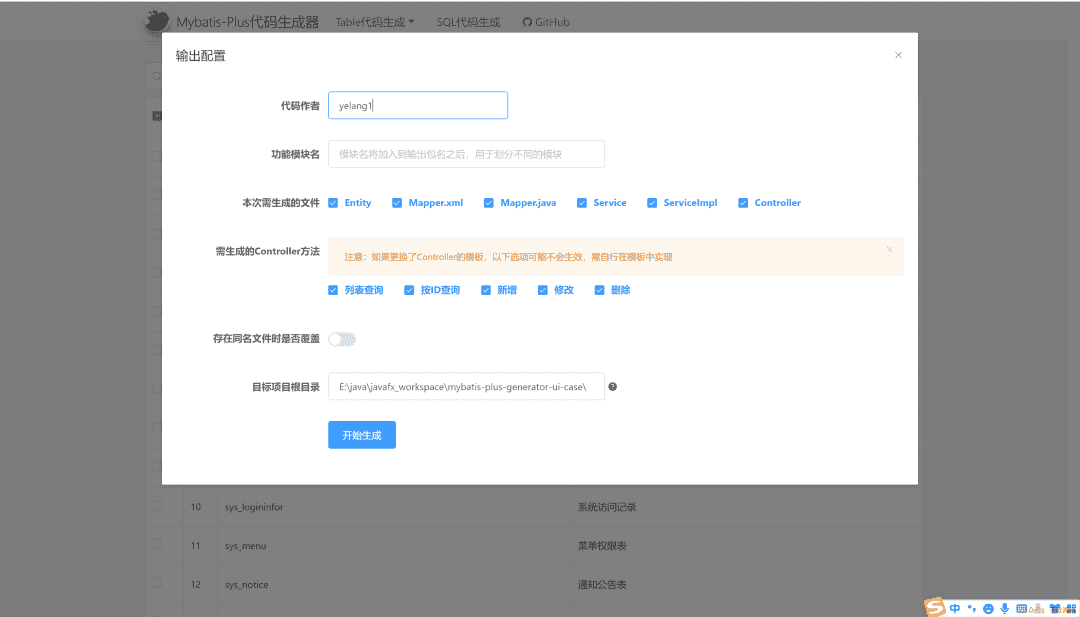 Mybatis-Plus代码生成器 Table代码生成 SQL代码生成 GitHub
输出配置
代码作者 yelang1
功能模块名 模块名将加入到输出包名之后，用于划分不同的模块
本次需生成的文件 Entity Mapper.xml Mapper.java Service ServiceImpl Controller
需生成的Controller方法 注意：如果更换了Controller的模板，以下选项可能不会生效，需自行在模板中实现
列表查询 按ID查询 新增 修改 删除
存在同名文件时是否覆盖
目标项目根目录 E:\java\javafx_workspace\mybatis-plus-generator-ui-case\
开始生成
10 sys_logininfor 系统访问记录
11 sys_menu 菜单权限表
12 sys_notice 通知公告表
中